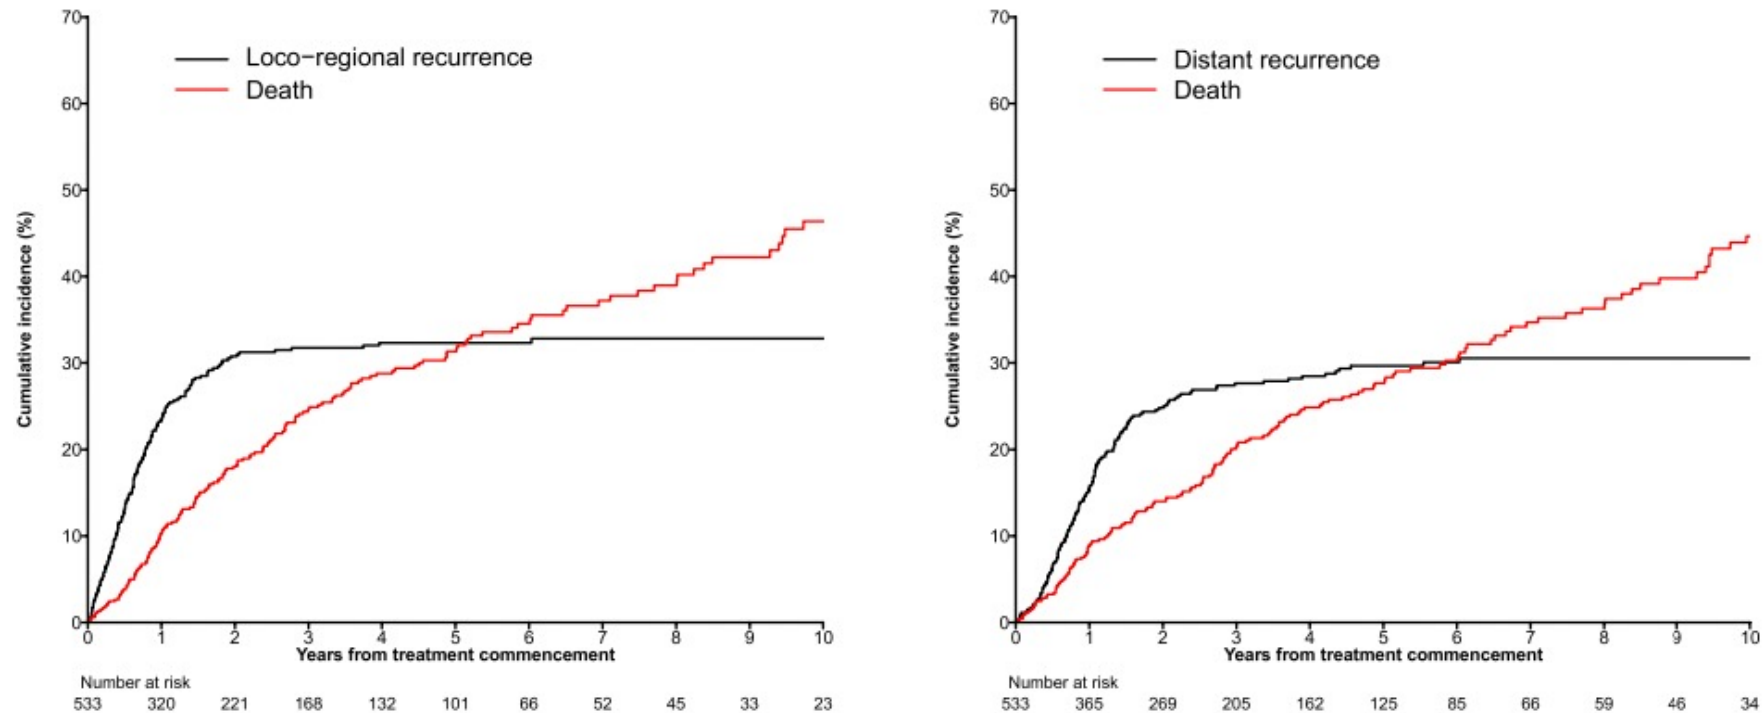 70
60
50
40
30
20
10
0
Cumulative incidence (%)
Loco−regional recurrence
Death
0 1 2 3 4 5 6 7 8 9 10
Years from treatment commencement
Number at risk
533 320 221 168 132 101 66 52 45 33 23
70
60
50
40
30
20
10
0
Cumulative incidence (%)
Distant recurrence
Death
0 1 2 3 4 5 6 7 8 9 10
Years from treatment commencement
Number at risk
533 365 269 205 162 125 85 66 59 46 34